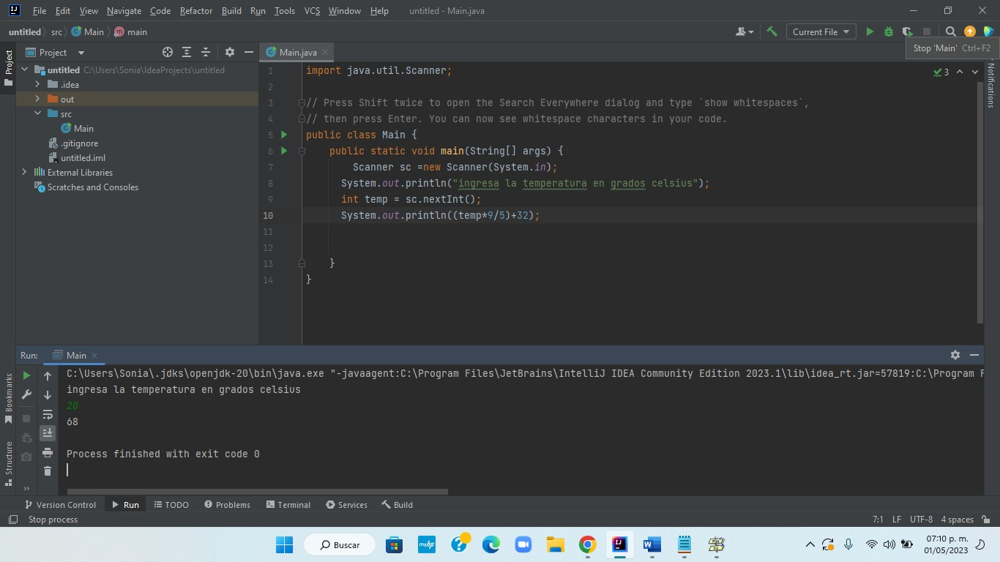 File Edit View Navigate Code Refactor Build Run Tools VCS Window Help untitled - Main.java
untitled src Main main Current File
Stop 'Main' Ctrl+F2
Project
Project
Main.java
Notifications
untitled C:\Users\Sonia\IdeaProjects\untitled
.idea
out
src
Main
.gitignore
untitled.iml
External Libraries
Scratches and Consoles
3
1 import java.util.Scanner;
2
3 // Press Shift twice to open the Search Everywhere dialog and type `show whitespaces`,
4 // then press Enter. You can now see whitespace characters in your code.
5 public class Main {
6 public static void main(String[] args) {
7 Scanner sc =new Scanner(System.in);
8 System.out.println("ingresa la temperatura en grados celsius");
9 int temp = sc.nextInt();
10 System.out.println((temp*9/5)+32);
11
12
13 }
14 }
Run: Main
C:\Users\Sonia\.jdks\openjdk-20\bin\java.exe "-javaagent:C:\Program Files\JetBrains\IntelliJ IDEA Community Edition 2023.1\lib\idea_rt.jar=57819:C:\Program F
ingresa la temperatura en grados celsius
20
68
Process finished with exit code 0
Bookmarks
Structure
Version Control Run TODO Problems Terminal Services Build
Stop process 7:1 LF UTF-8 4 spaces
Buscar
myhp
07:10 p. m.
01/05/2023